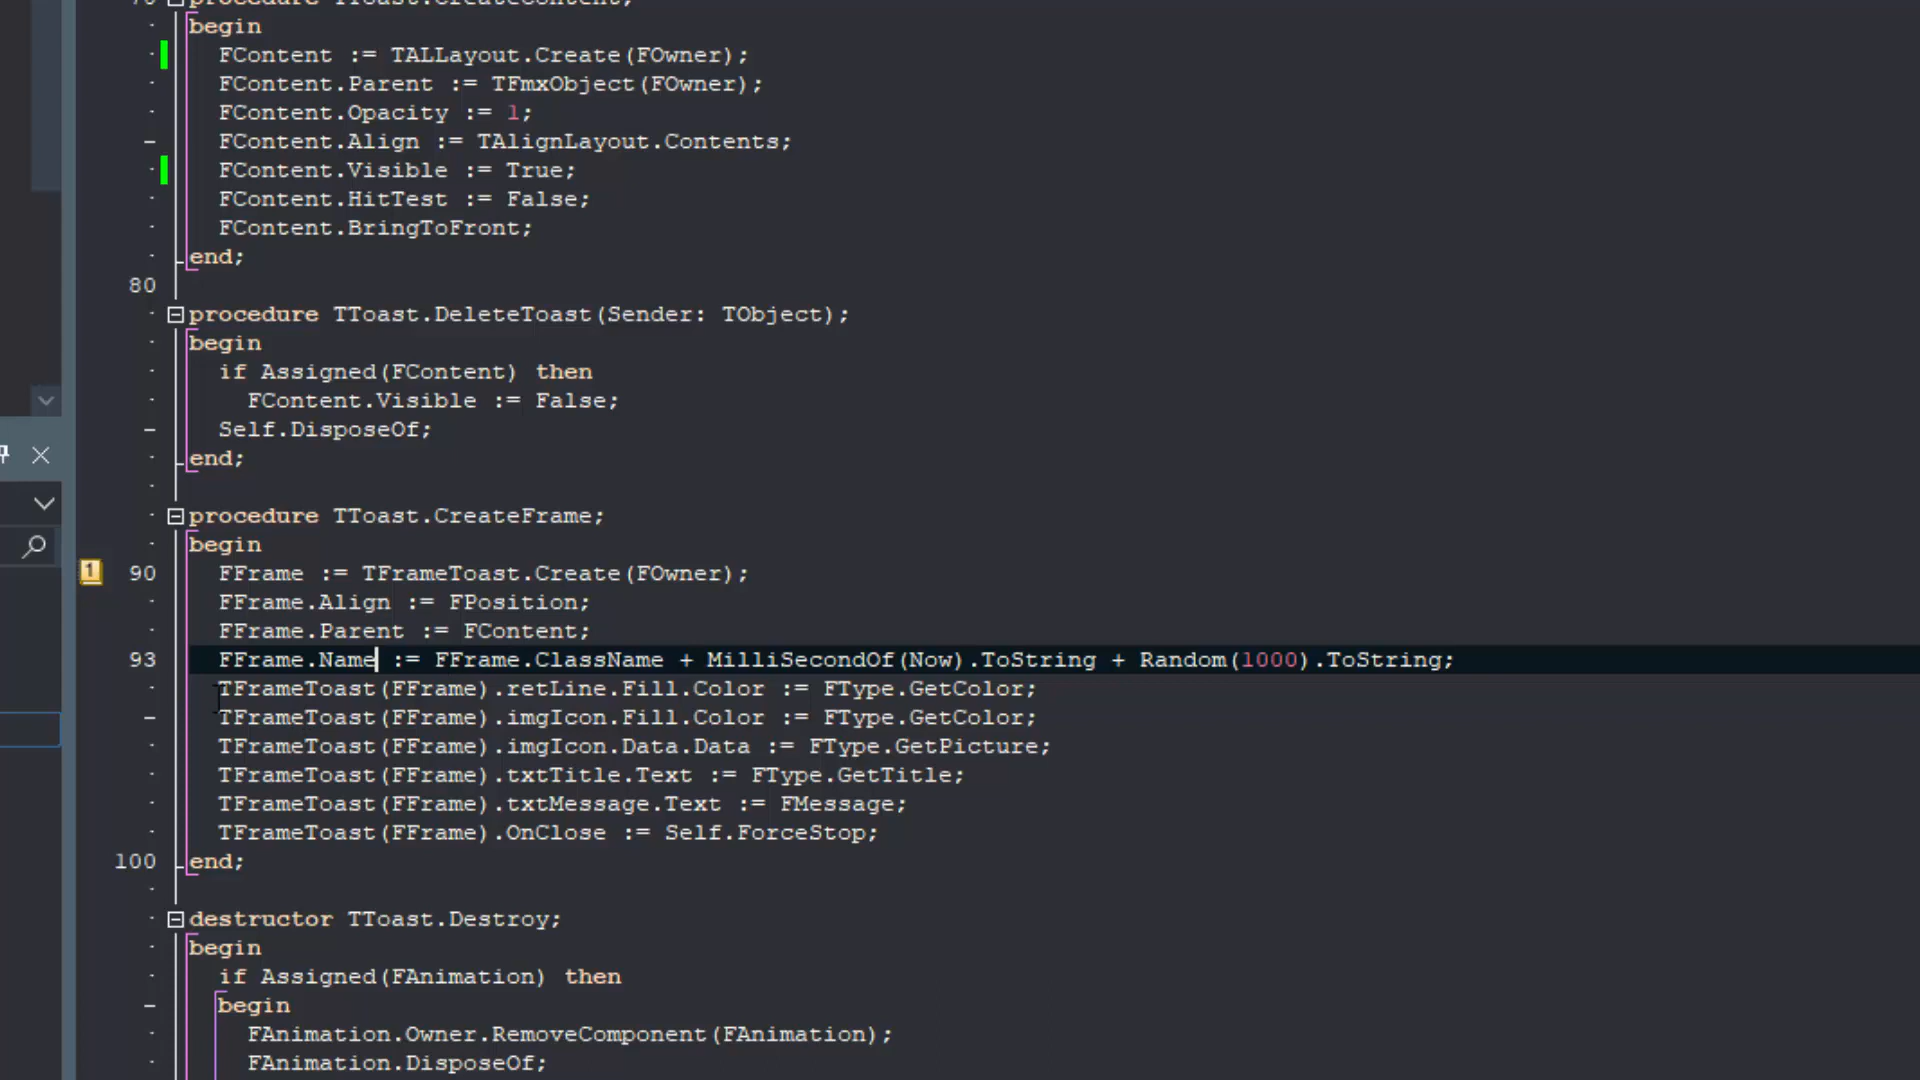 70 procedure TToast.CreateContent;
begin
FContent := TALLayout.Create(FOwner);
FContent.Parent := TFmxObject(FOwner);
FContent.Opacity := 1;
FContent.Align := TAlignLayout.Contents;
FContent.Visible := True;
FContent.HitTest := False;
FContent.BringToFront;
end;
80
procedure TToast.DeleteToast(Sender: TObject);
begin
if Assigned(FContent) then
FContent.Visible := False;
Self.DisposeOf;
end;
procedure TToast.CreateFrame;
begin
1 90 FFrame := TFrameToast.Create(FOwner);
FFrame.Align := FPosition;
FFrame.Parent := FContent;
93 FFrame.Name := FFrame.ClassName + MilliSecondOf(Now).ToString + Random(1000).ToString;
TFrameToast(FFrame).retLine.Fill.Color := FType.GetColor;
TFrameToast(FFrame).imgIcon.Fill.Color := FType.GetColor;
TFrameToast(FFrame).imgIcon.Data.Data := FType.GetPicture;
TFrameToast(FFrame).txtTitle.Text := FType.GetTitle;
TFrameToast(FFrame).txtMessage.Text := FMessage;
TFrameToast(FFrame).OnClose := Self.ForceStop;
100 end;
destructor TToast.Destroy;
begin
if Assigned(FAnimation) then
begin
FAnimation.Owner.RemoveComponent(FAnimation);
FAnimation.DisposeOf;